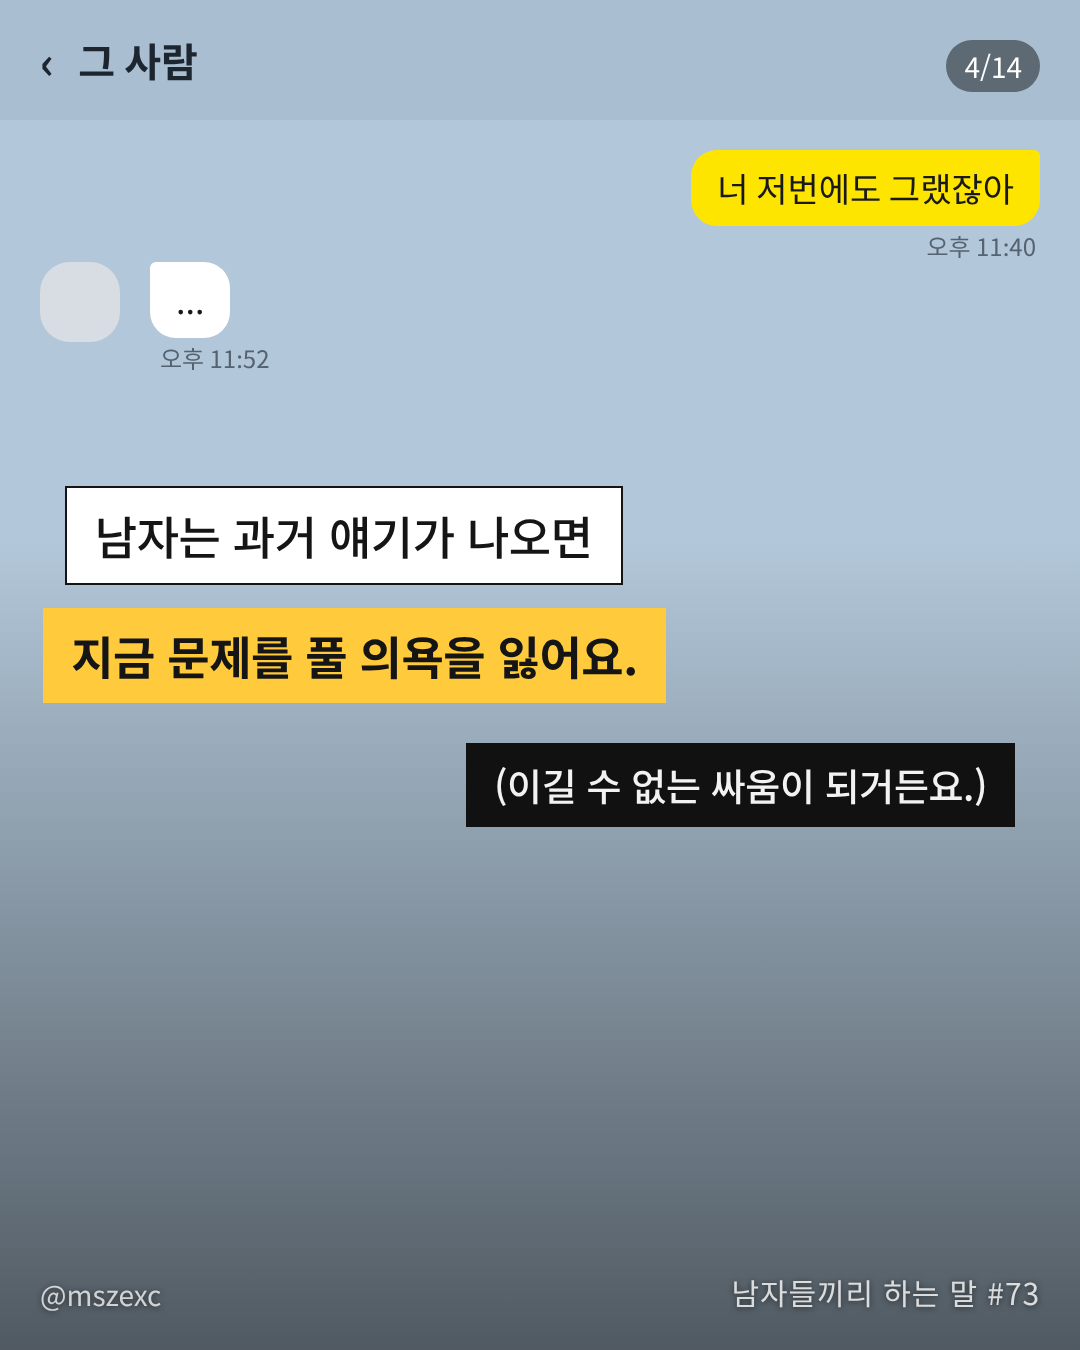 ‹ 그 사람
4/14
너 저번에도 그랬잖아
오후 11:40
...
오후 11:52
남자는 과거 얘기가 나오면
지금 문제를 풀 의욕을 잃어요.
(이길 수 없는 싸움이 되거든요.)
@mszexc
남자들끼리 하는 말 #73